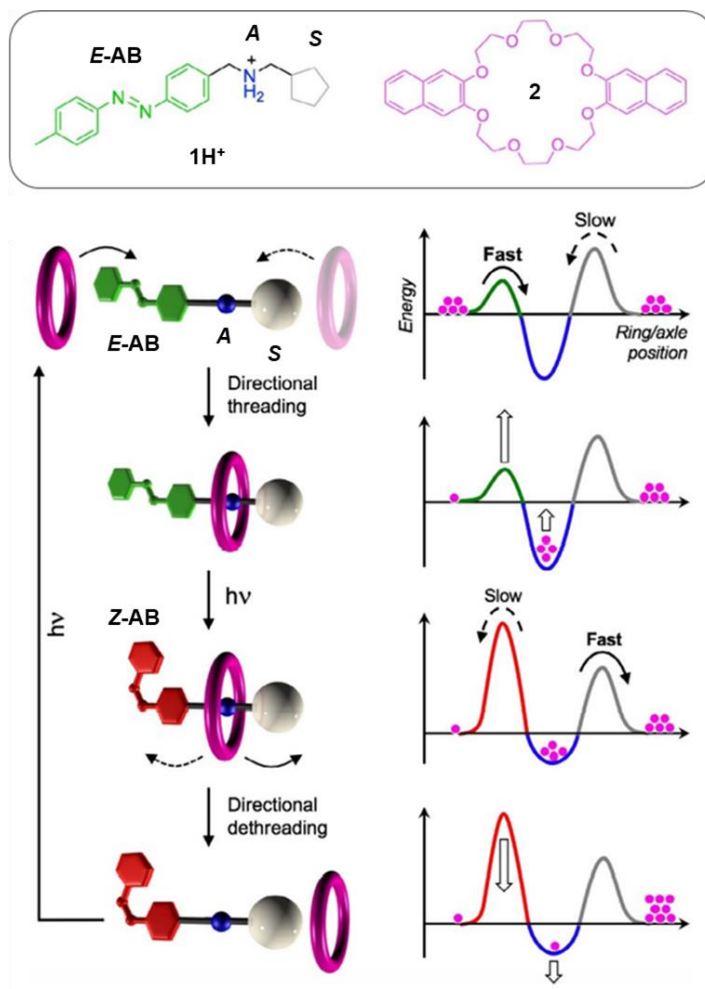 E-AB
A
S
N
N
+
N
H2
1H+
O
O
O
O
O
O
O
O
2
Energy
Fast
Slow
Ring/axle
position
E-AB
A
S
Directional
threading
hν
hν
Z-AB
Slow
Fast
Directional
dethreading